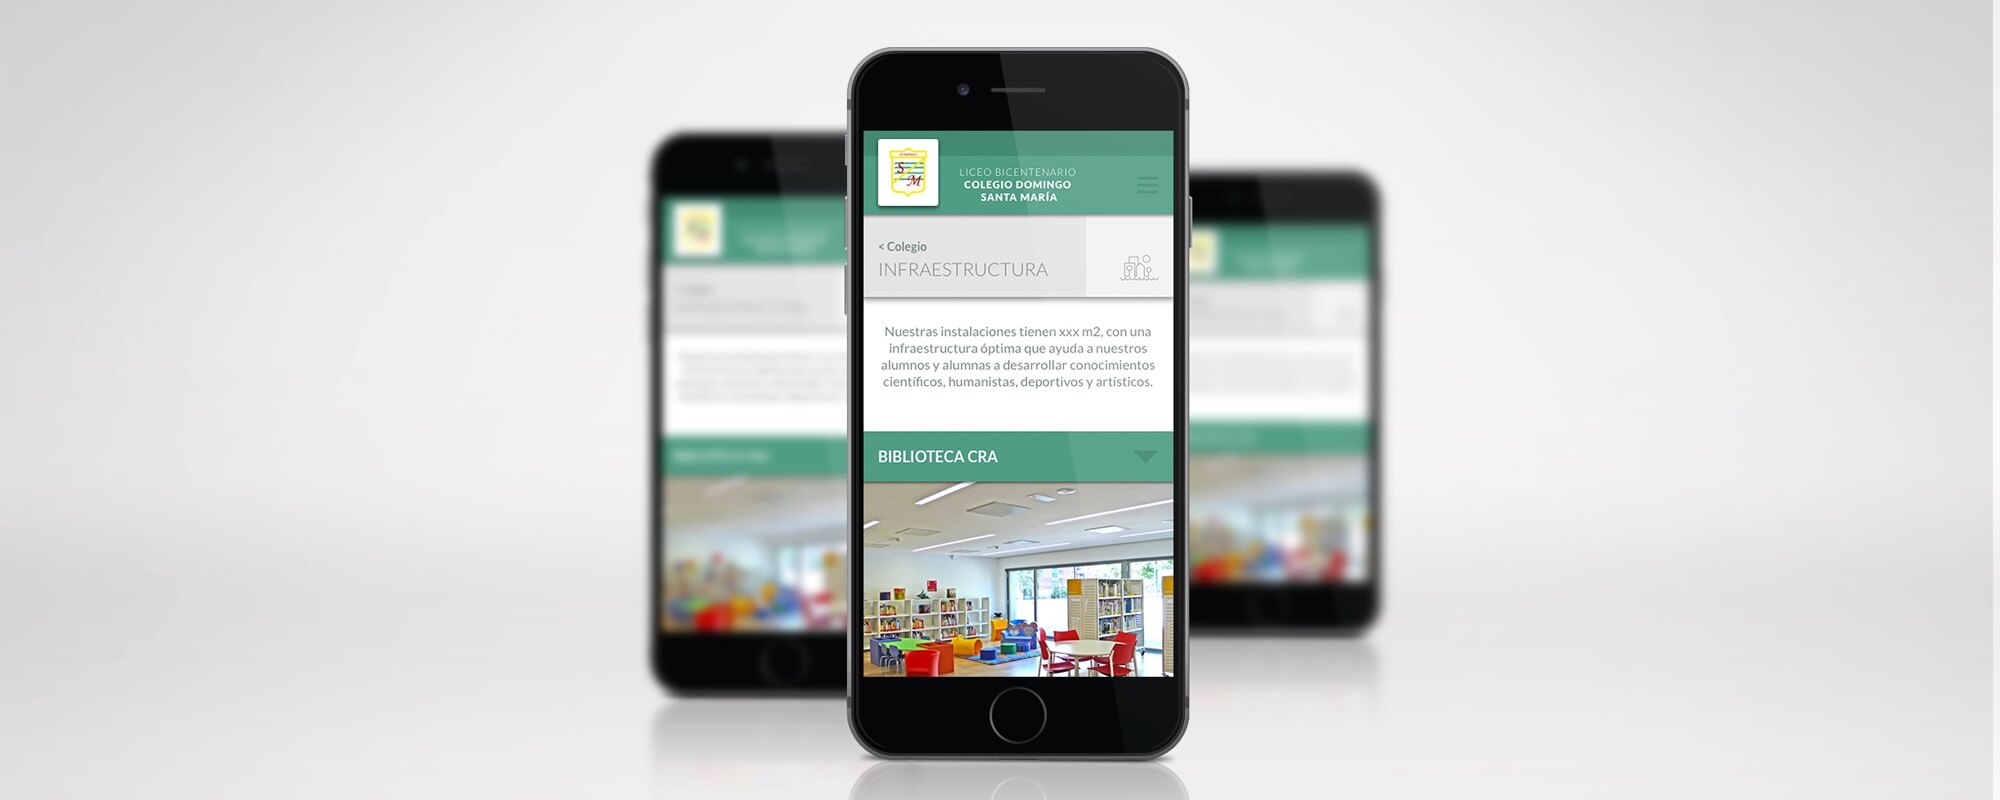 S
M
LICEO BICENTENARIO
COLEGIO DOMINGO
SANTA MARÍA
< Colegio
INFRAESTRUCTURA
Nuestras instalaciones tienen xxx m2, con una
infraestructura óptima que ayuda a nuestros
alumnos y alumnas a desarrollar conocimientos
científicos, humanistas, deportivos y artísticos.
BIBLIOTECA CRA